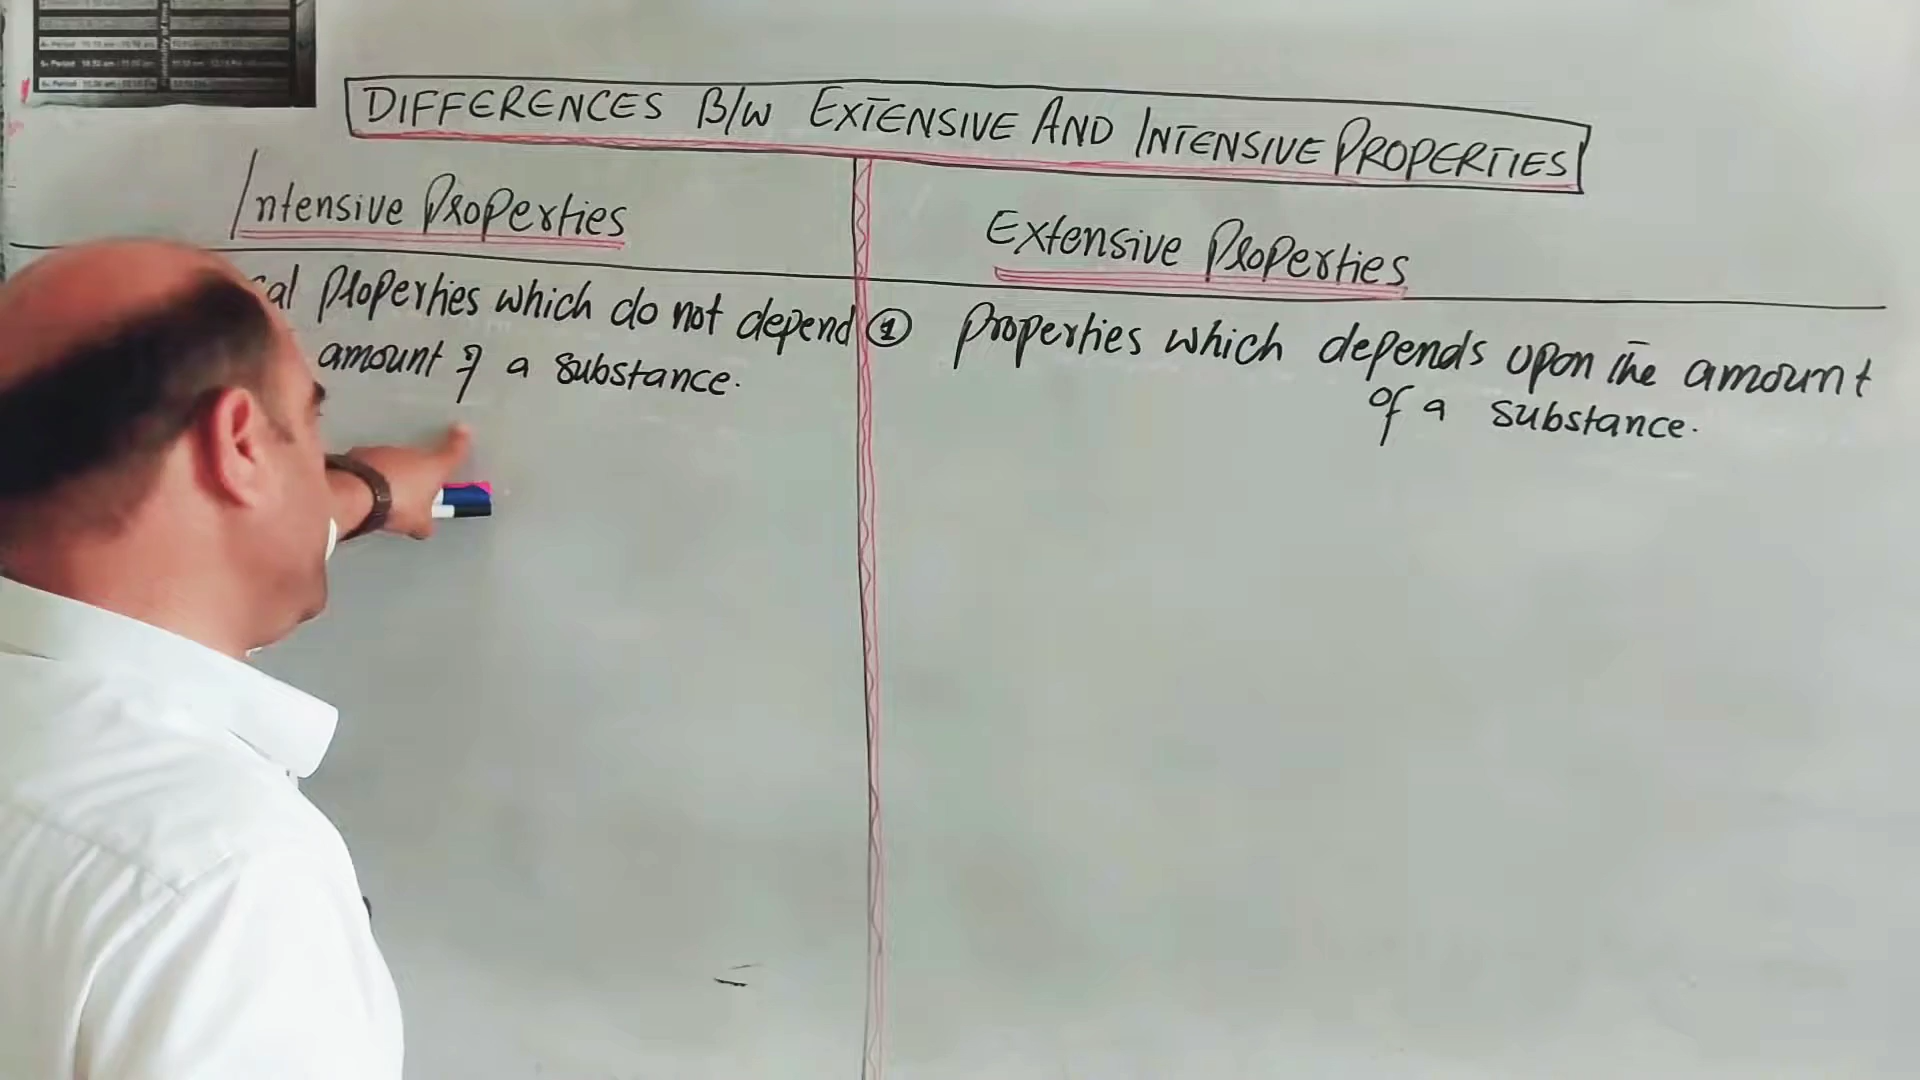 DIFFERENCES B/W EXTENSIVE AND INTENSIVE PROPERTIES
Intensive Properties
Extensive Properties
cal properties which do not depend
amount of a substance.
① properties which depends upon the amount
of a substance.